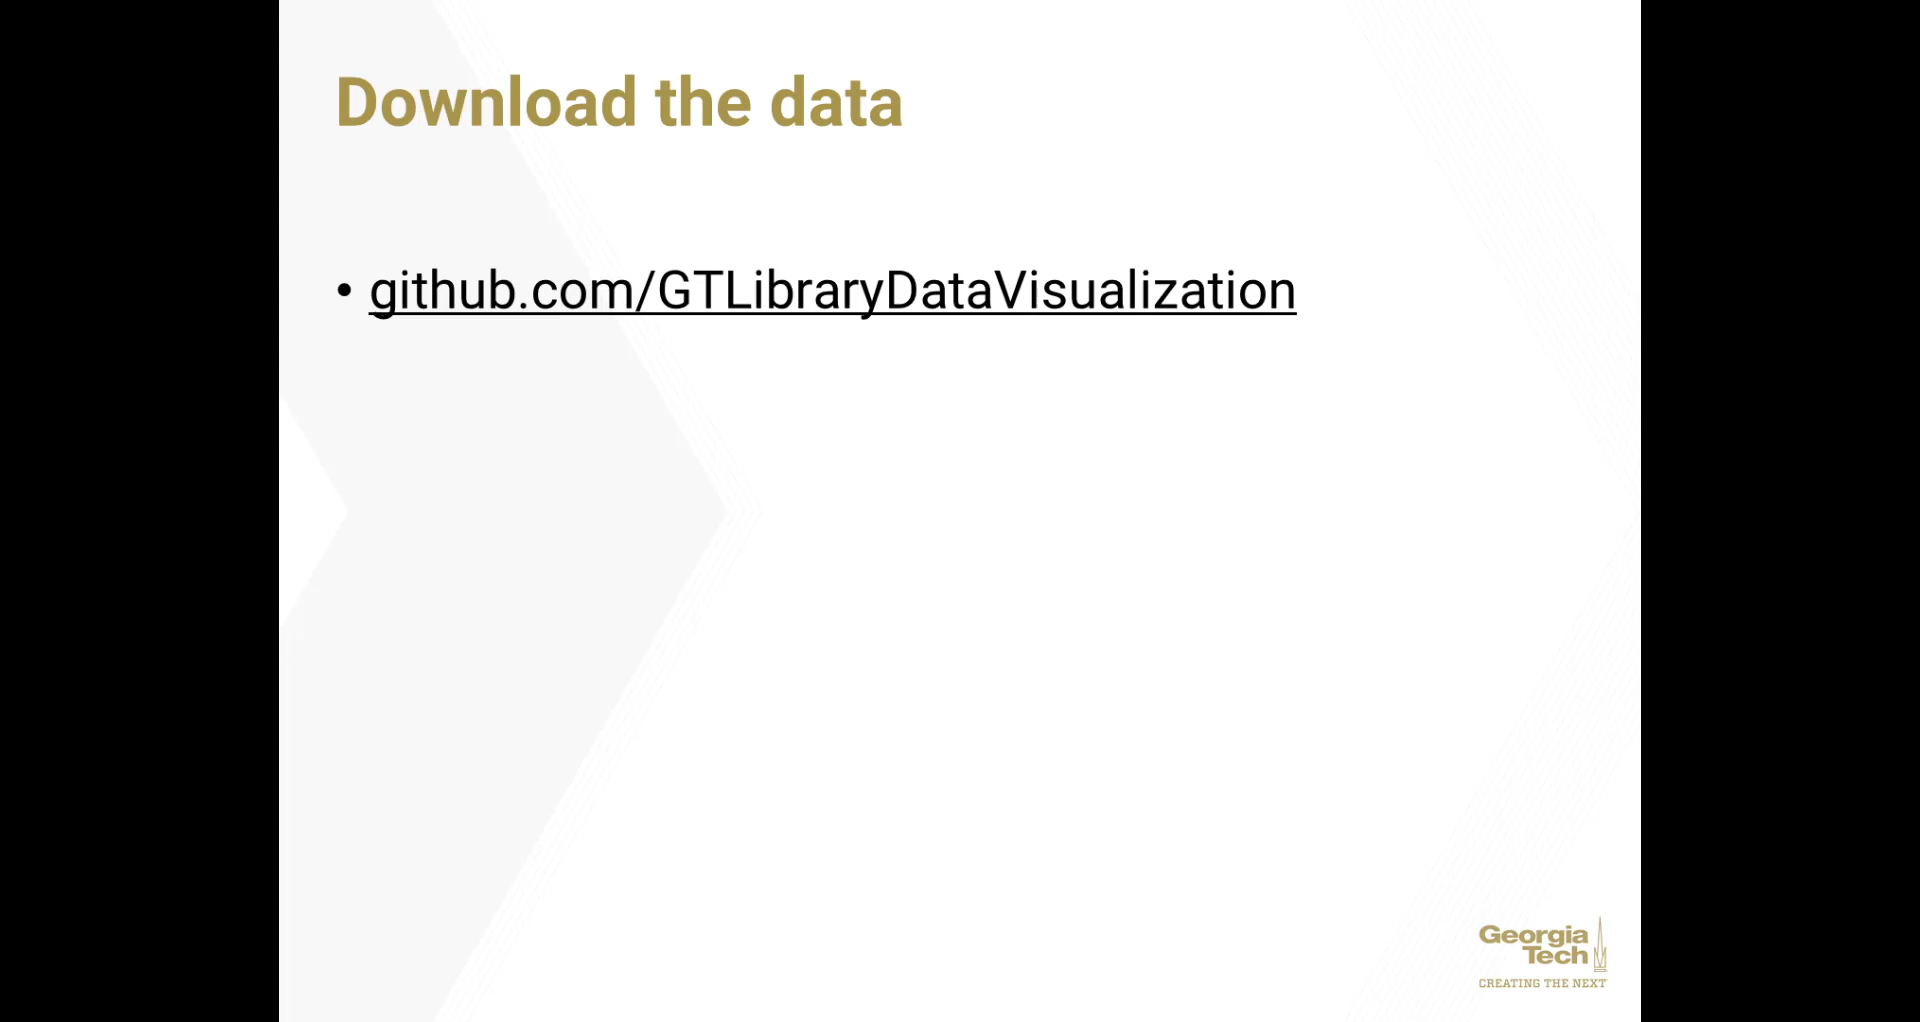 Download the data
• github.com/GTLibraryDataVisualization
Georgia
Tech
CREATING THE NEXT